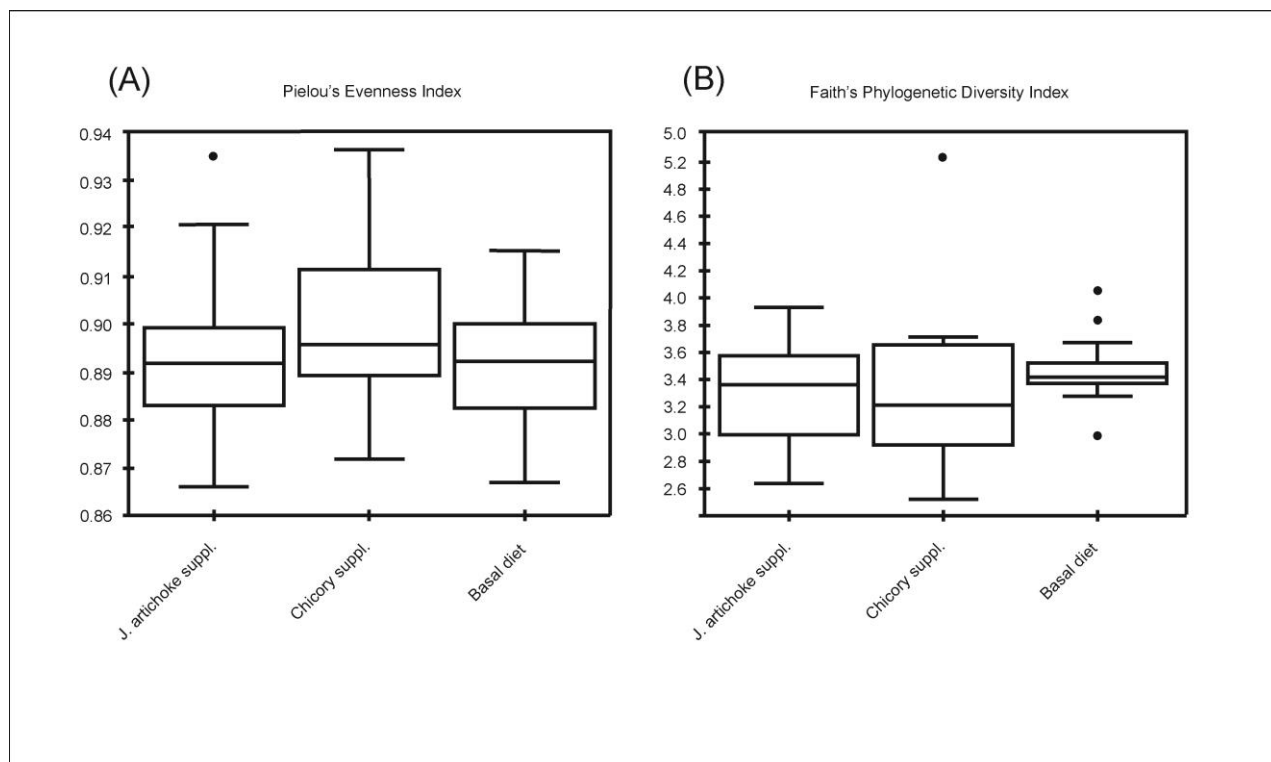 (A)
Pielou's Evenness Index
0.94
0.93
0.92
0.91
0.90
0.89
0.88
0.87
0.86
J. artichoke suppl.
Chicory suppl.
Basal diet
(B)
Faith's Phylogenetic Diversity Index
5.0
5.2
4.8
4.6
4.4
4.2
4.0
3.8
3.6
3.4
3.2
3.0
2.8
2.6
J. artichoke suppl.
Chicory suppl.
Basal diet